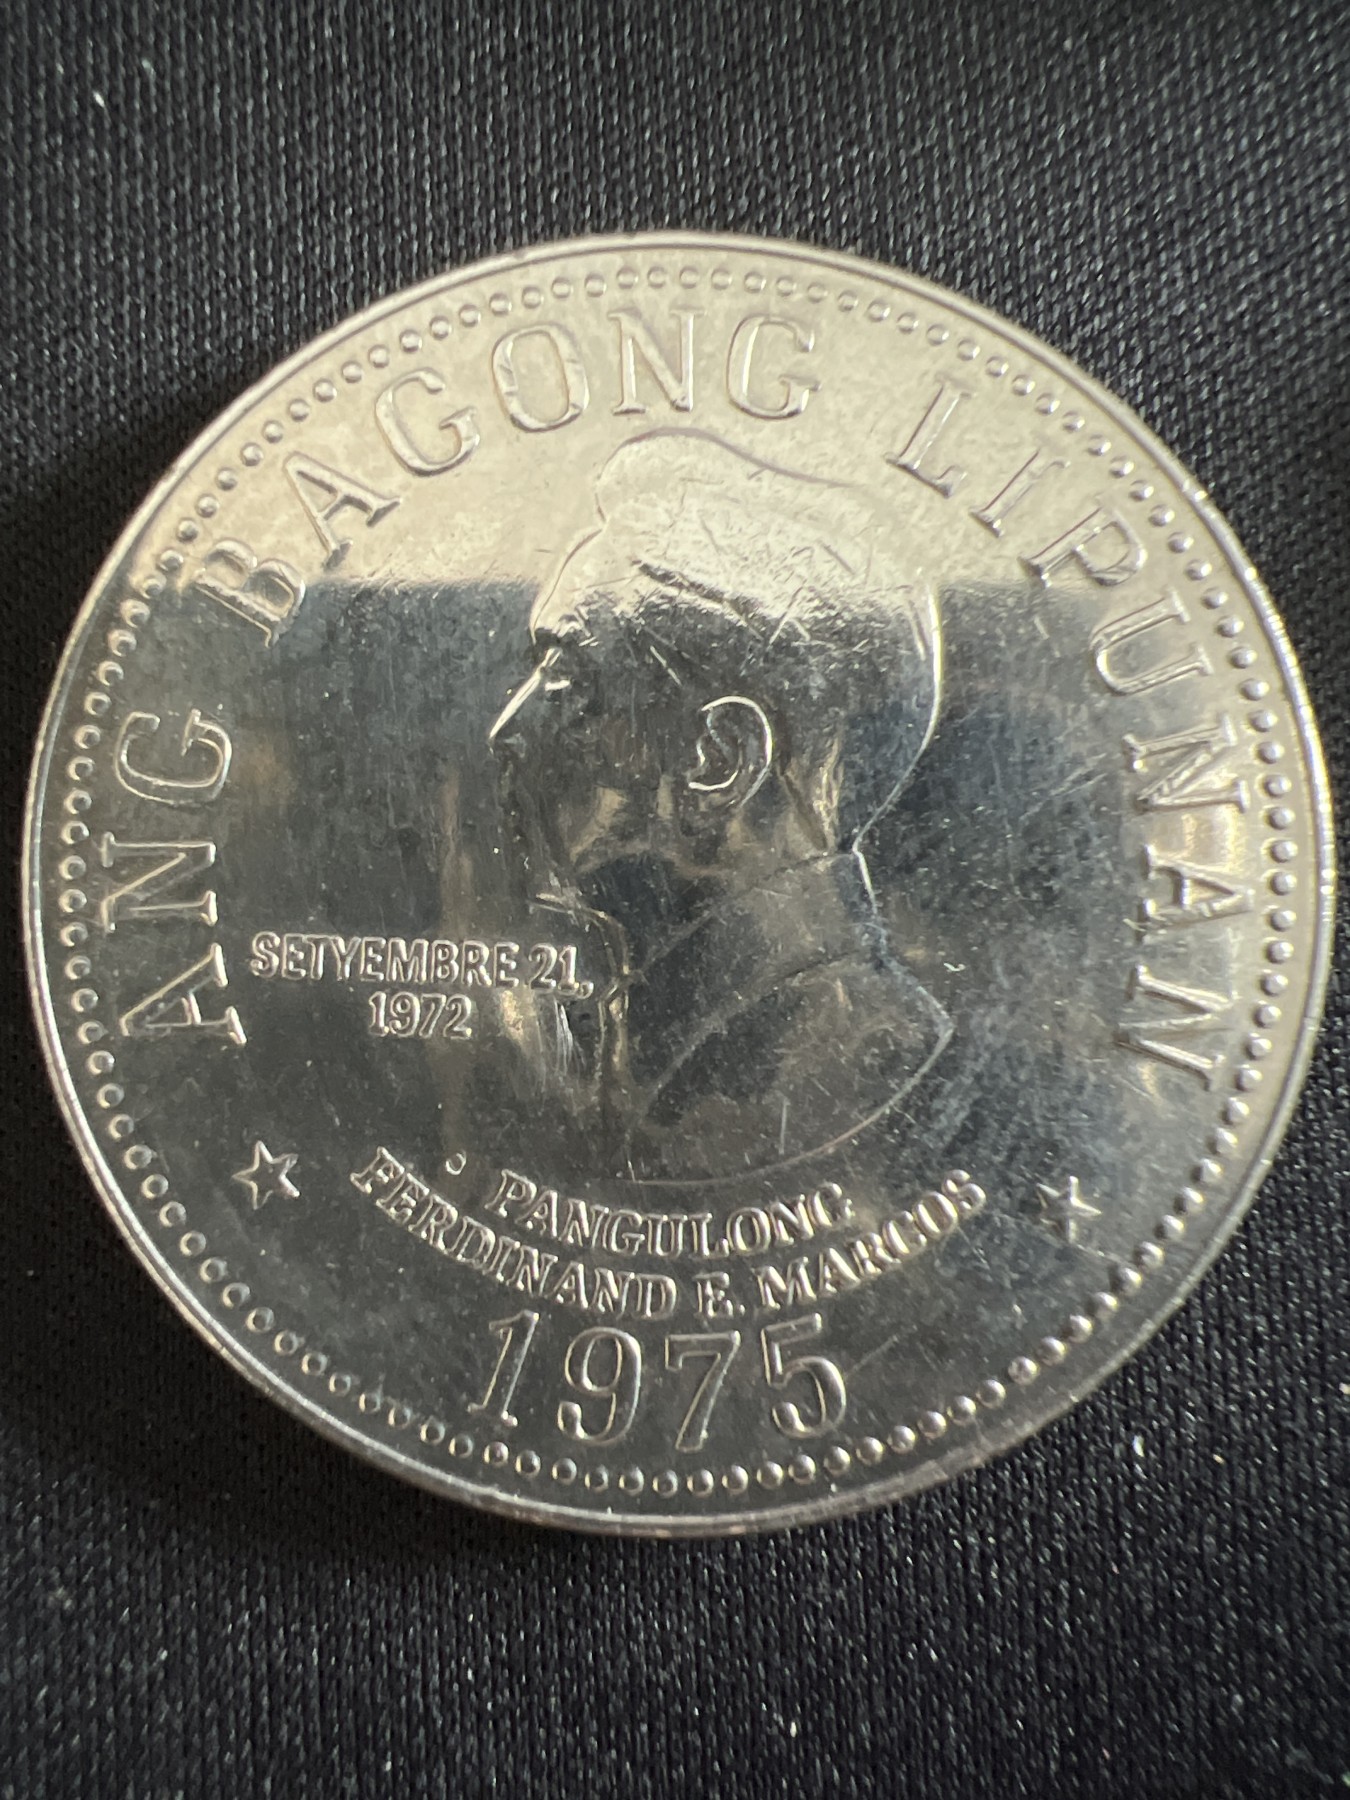 ANG BAGONG LIPUNAN
SETYEMBRE 21,
1972
PANGULONG
FERDINAND E. MARCOS
1975